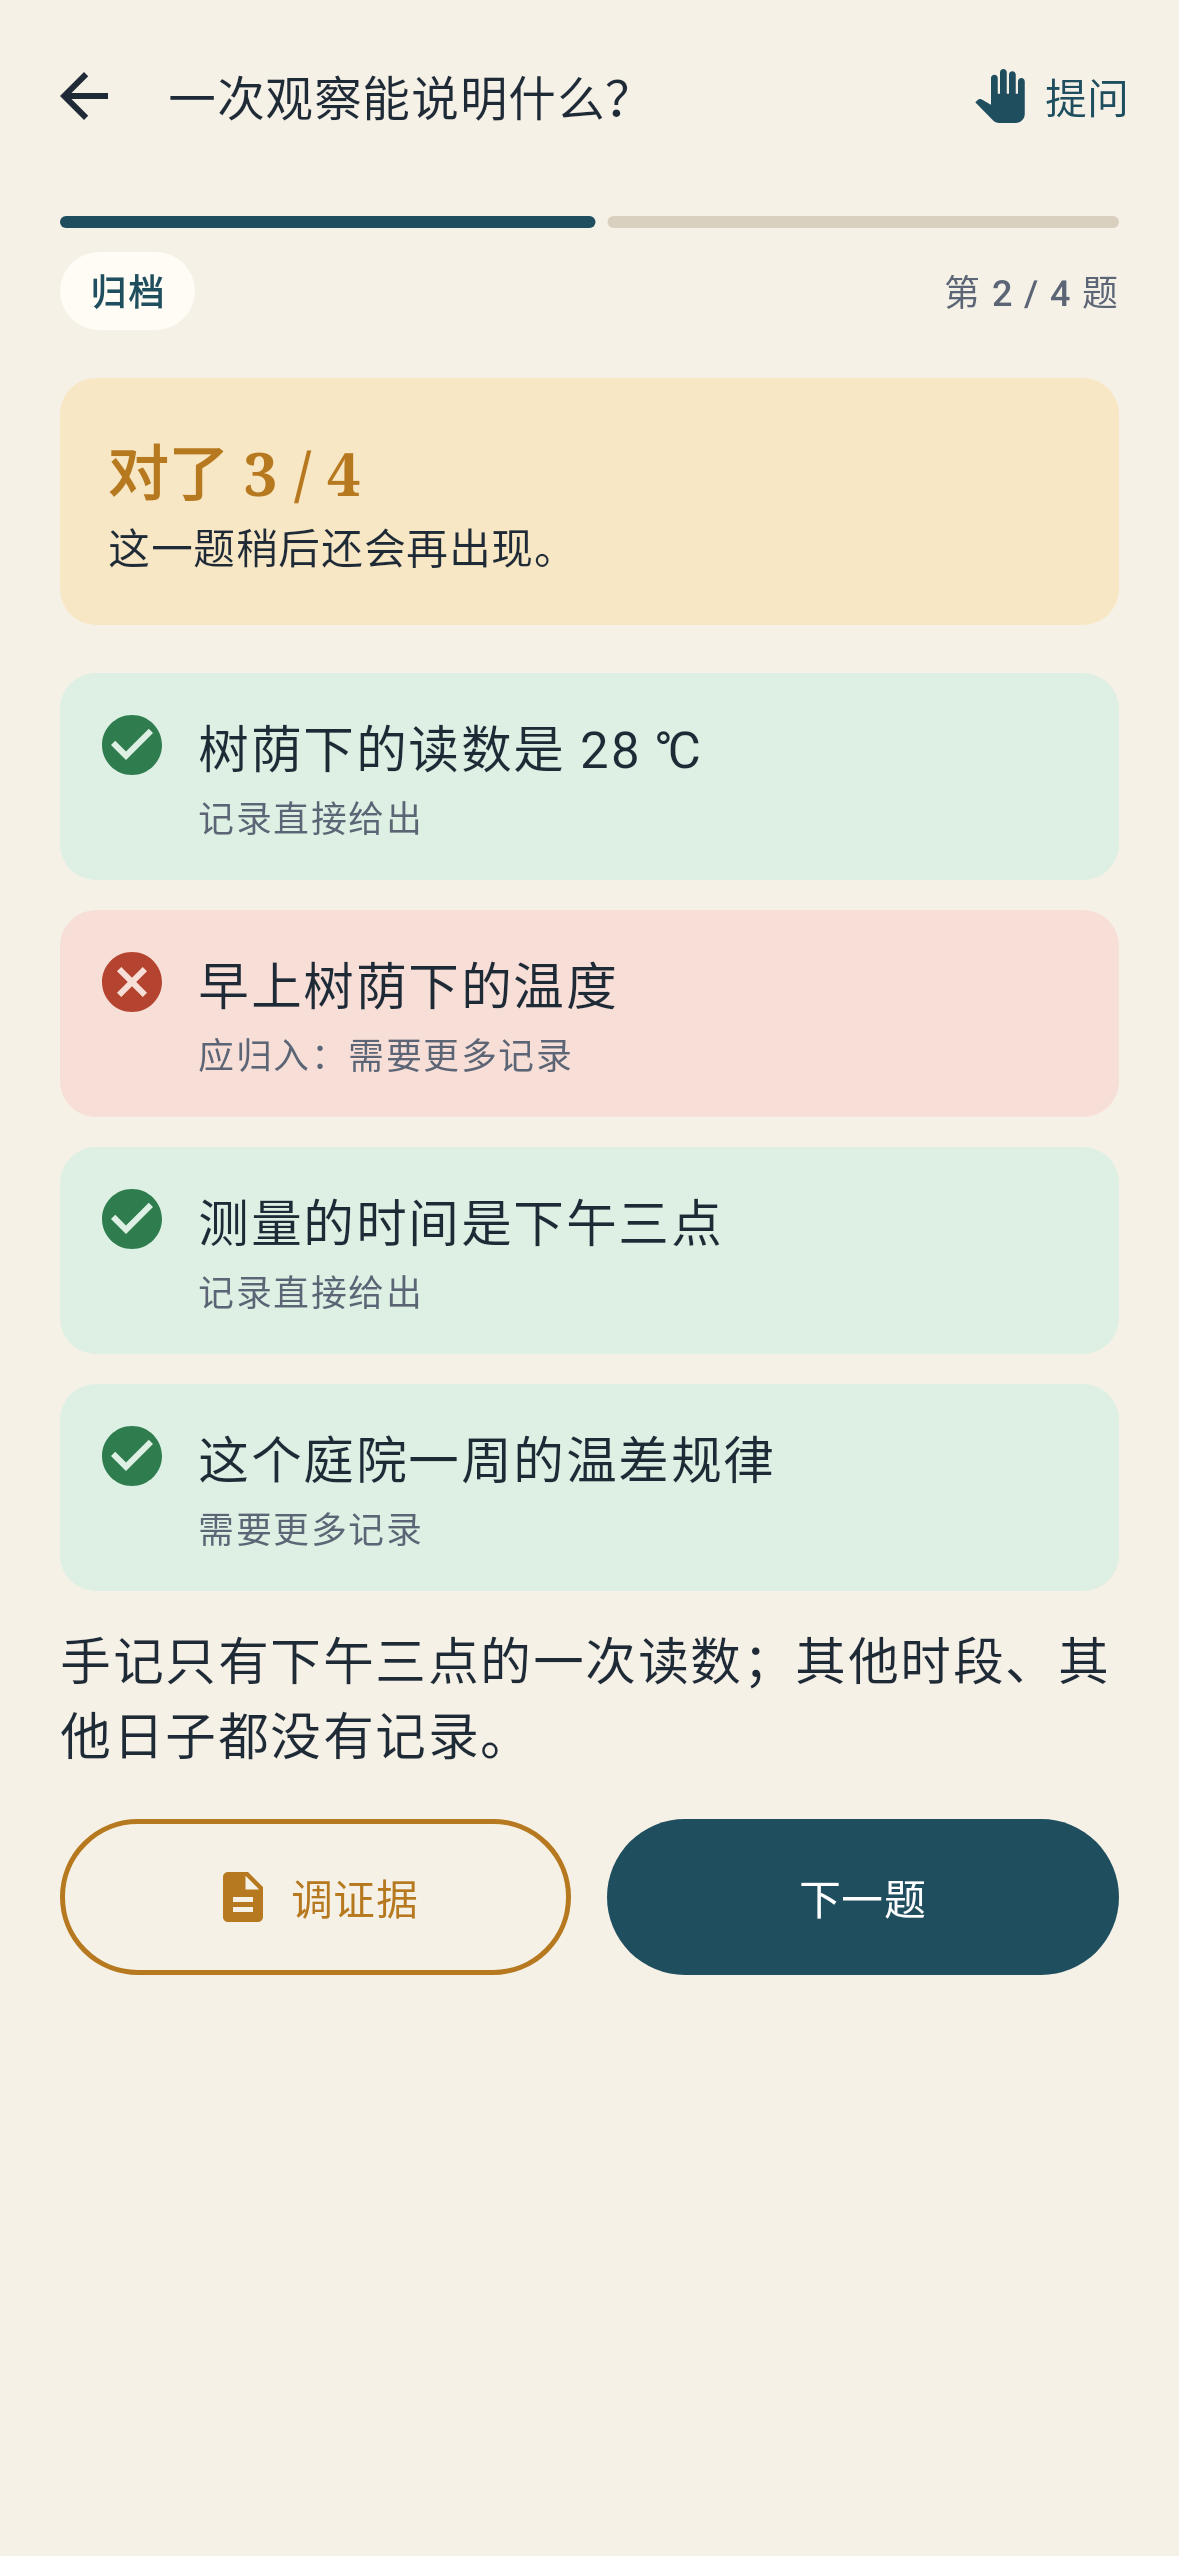 一次观察能说明什么？
提问
归档
第 2 / 4 题
对了 3 / 4
这一题稍后还会再出现。
树荫下的读数是 28 ℃
记录直接给出
早上树荫下的温度
应归入：需要更多记录
测量的时间是下午三点
记录直接给出
这个庭院一周的温差规律
需要更多记录
手记只有下午三点的一次读数；其他时段、其
他日子都没有记录。
调证据
下一题